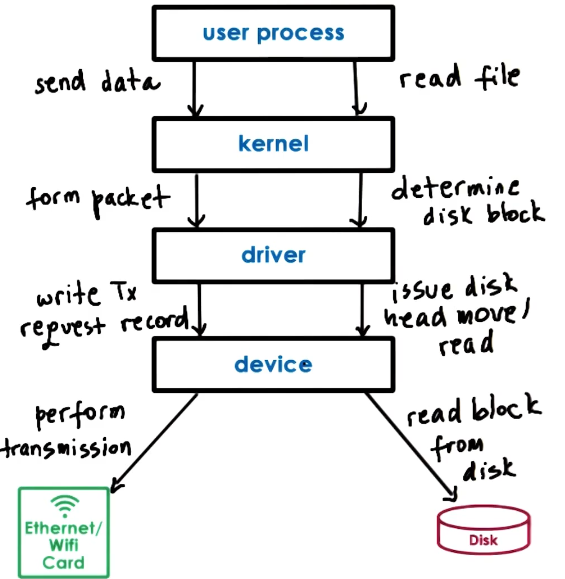 user process
send data
read file
kernel
form packet
determine
disk block
driver
write Tx
request record
issue disk
head move/
read
device
perform
transmission
read block
from
disk
Ethernet/
Wifi
Card
Disk